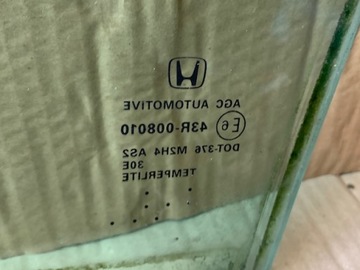 AGC AUTOMOTIVE
E6 43R-008010
DOT-376 M2H4 AS2
30E
TEMPERLITE